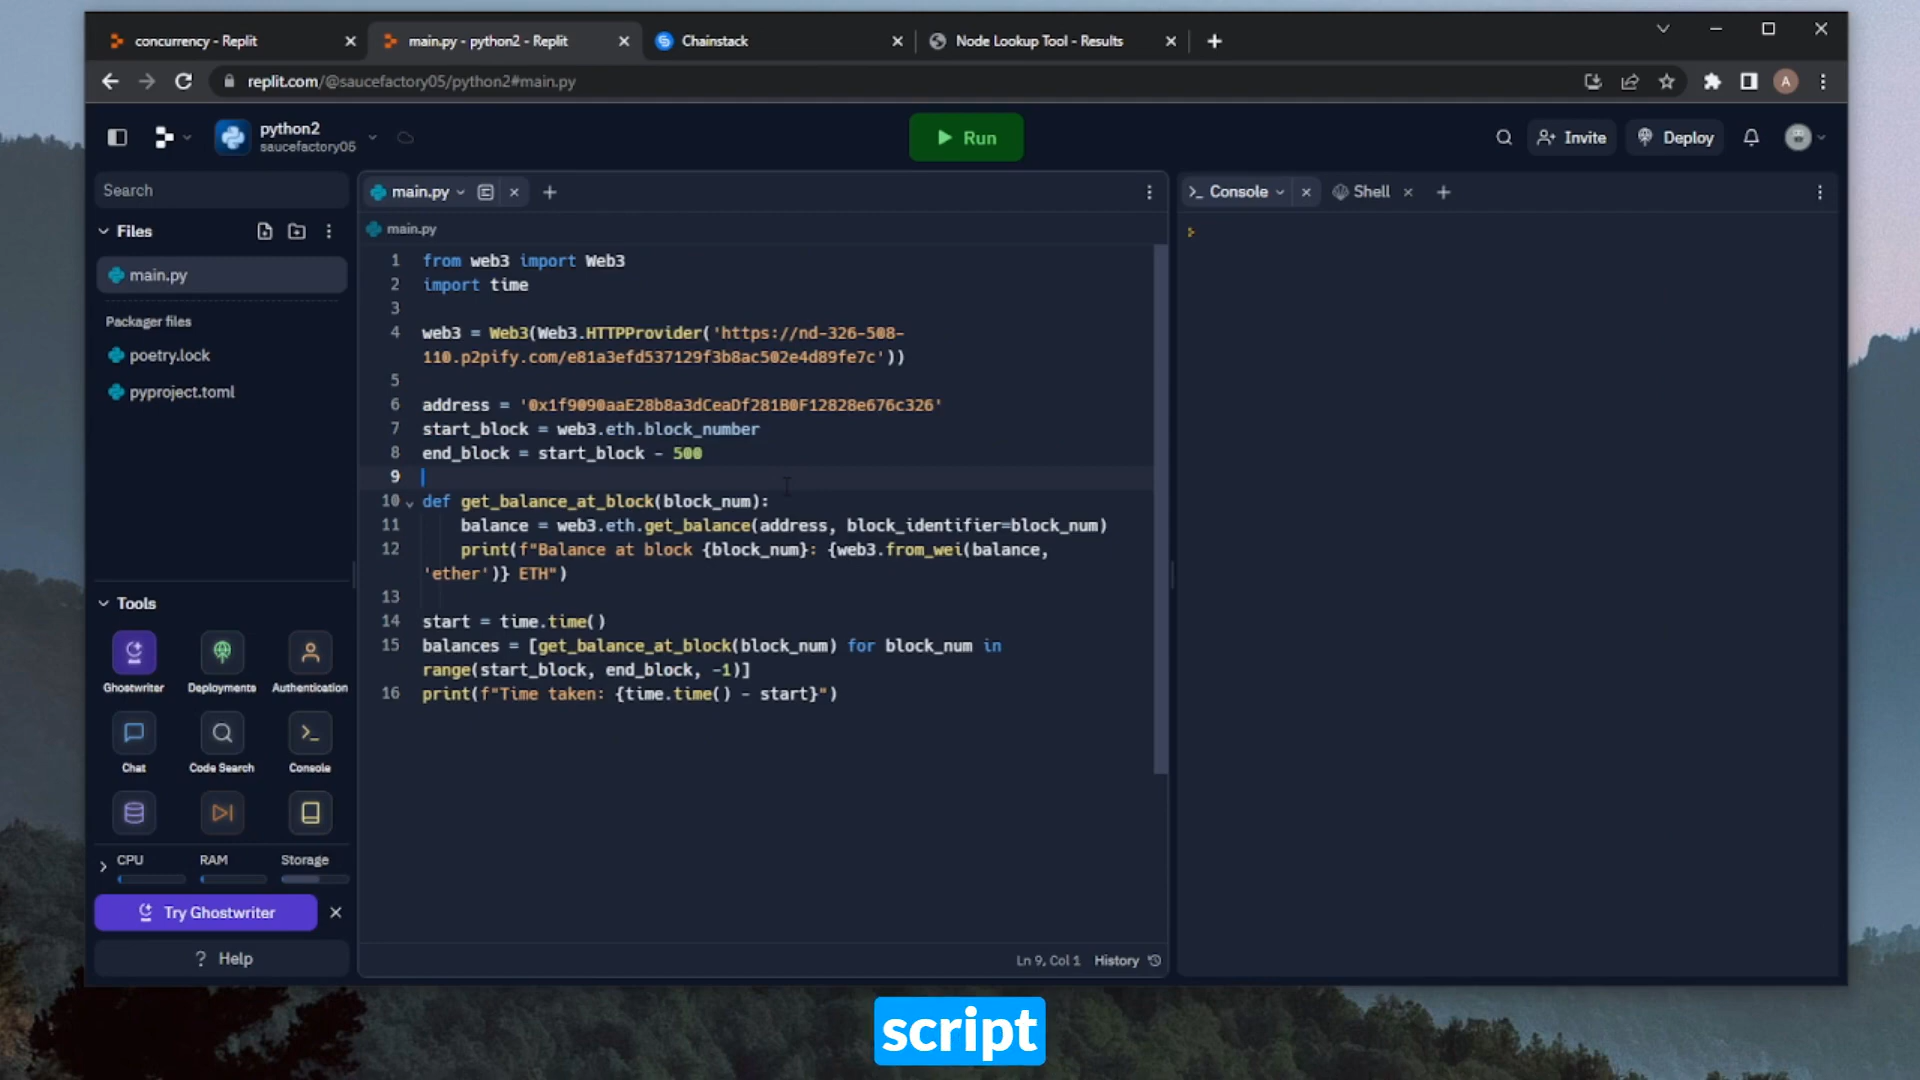 concurrency - Replit
main.py - python2 - Replit
Chainstack
Node Lookup Tool - Results
replit.com/@saucefactory05/python2#main.py
A
python2
saucefactory05
Run
Invite
Deploy
Search
Files
main.py
Packager files
poetry.lock
pyproject.toml
Tools
Ghostwriter
Deployments
Authentication
Chat
Code Search
Console
CPU
RAM
Storage
Try Ghostwriter
? Help
main.py
main.py
1 from web3 import Web3
2 import time
3
4 web3 = Web3(Web3.HTTPProvider('https://nd-326-508-
110.p2pify.com/e81a3efd537129f3b8ac502e4d89fe7c'))
5
6 address = '0x1f9090aaE28b8a3dCeaDf281B0F12828e676c326'
7 start_block = web3.eth.block_number
8 end_block = start_block - 500
9
10 def get_balance_at_block(block_num):
11 balance = web3.eth.get_balance(address, block_identifier=block_num)
12 print(f"Balance at block {block_num}: {web3.from_wei(balance,
'ether')} ETH")
13
14 start = time.time()
15 balances = [get_balance_at_block(block_num) for block_num in
range(start_block, end_block, -1)]
16 print(f"Time taken: {time.time() - start}")
Ln 9, Col 1
History
Console
Shell
script